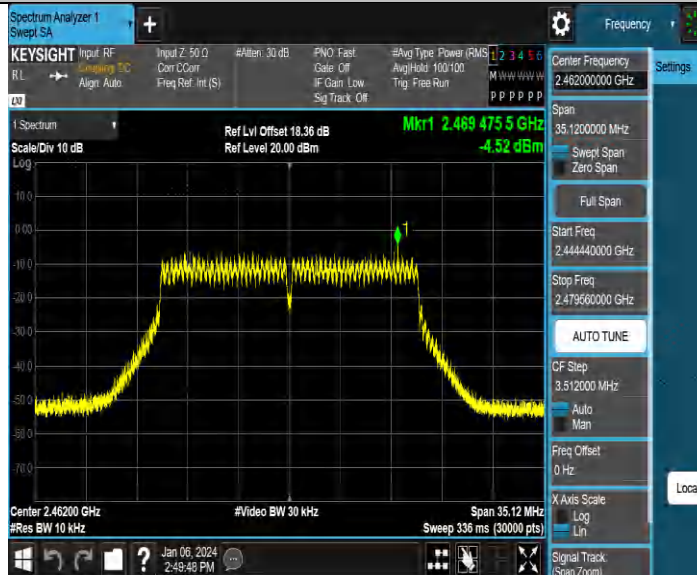 Spectrum Analyzer 1
Swept SA
+
Frequency
KEYSIGHT
RL
Input: RF
Coupling: DC
Align: Auto
Input Z: 50 Ω
Corr CCorr
Freq Ref: Int (S)
#Atten: 30 dB
PNO: Fast
Gate: Off
IF Gain: Low
Sig Track: Off
#Avg Type: Power (RMS
Avg|Hold: 100/100
Trig: Free Run
1 2 3 4 5 6
M W W W W W
P P P P P P
LXI
1 Spectrum
Scale/Div 10 dB
Log
Ref Lvl Offset 18.36 dB
Ref Level 20.00 dBm
Mkr1 2.469 475 5 GHz
-4.52 dBm
1
10.0
0.00
-10.0
-20.0
-30.0
-40.0
-50.0
-60.0
-70.0
Center 2.46200 GHz
#Res BW 10 kHz
#Video BW 30 kHz
Span 35.12 MHz
Sweep 336 ms (30000 pts)
Jan 06, 2024
2:49:48 PM
?
Center Frequency
2.462000000 GHz
Settings
Span
35.1200000 MHz
Swept Span
Zero Span
Full Span
Start Freq
2.444440000 GHz
Stop Freq
2.479560000 GHz
AUTO TUNE
CF Step
3.512000 MHz
Auto
Man
Freq Offset
0 Hz
X Axis Scale
Log
Lin
Loca
Signal Track
(Span Zoom)